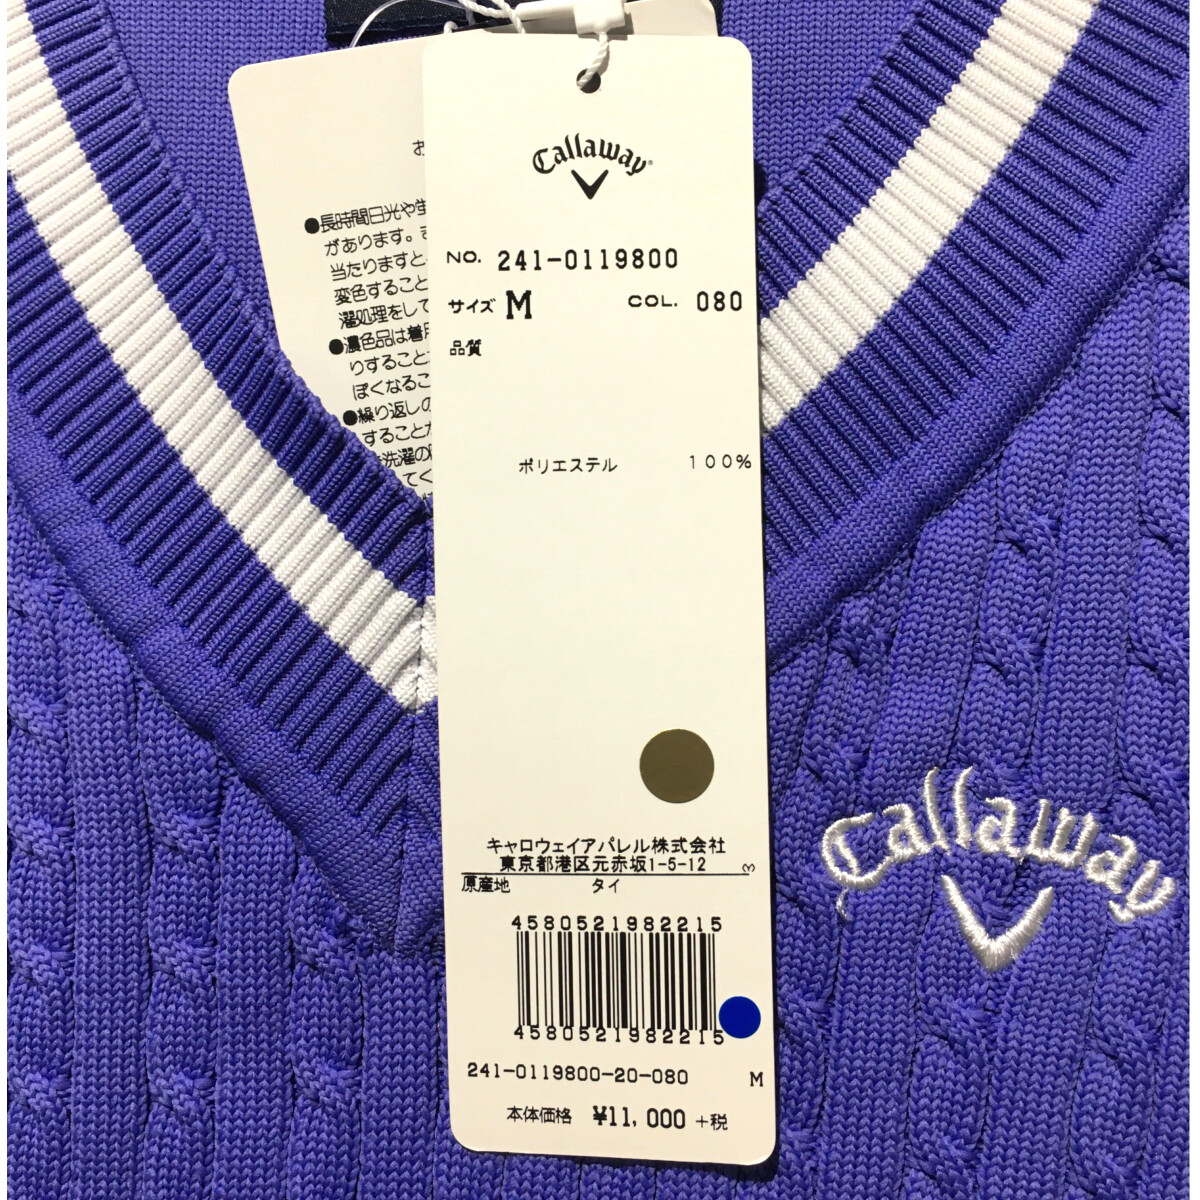 お
●長時間日光や
があります。
当たりますと
変色すること
濯処理をして
●濃色品は着用
りすること
ぽくなるこ
●繰り返しの
することが
洗濯の
てく
Callaway
NO. 241-0119800
サイズ M COL. 080
品質
ポリエステル 100%
キャロウェイアパレル株式会社
東京都港区元赤坂1-5-12
原産地 タイ
4580521982215
4580521982215
241-0119800-20-080 M
本体価格 ¥11,000 +税
Callaway